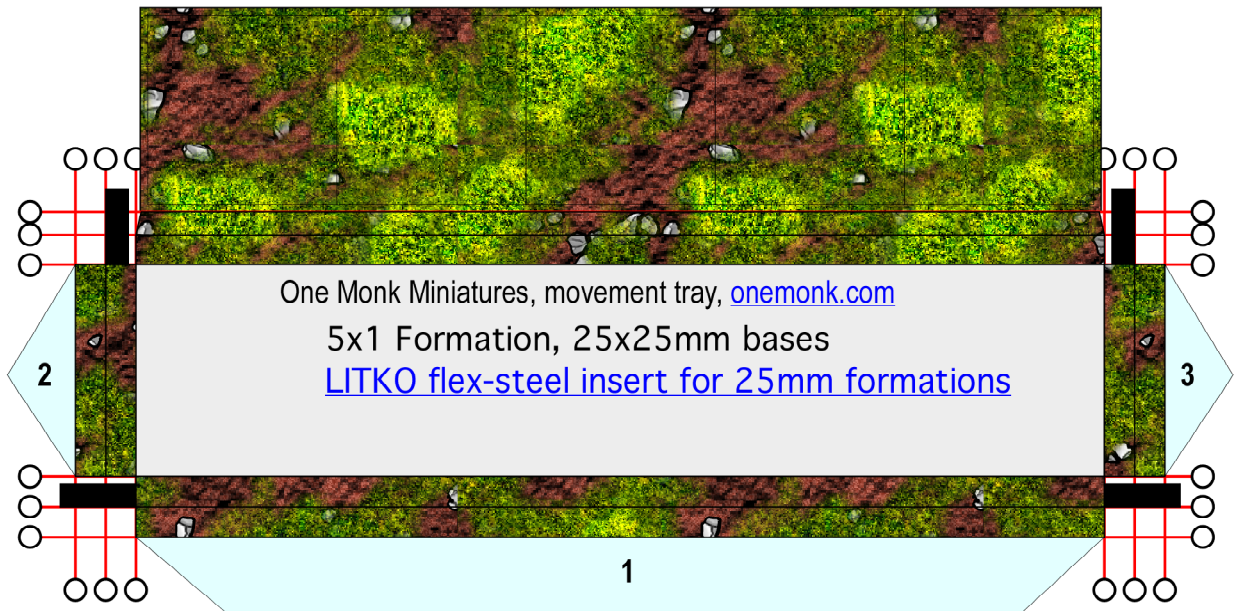 One Monk Miniatures, movement tray, onemonk.com
5x1 Formation, 25x25mm bases
LITKO flex-steel insert for 25mm formations
2
3
1